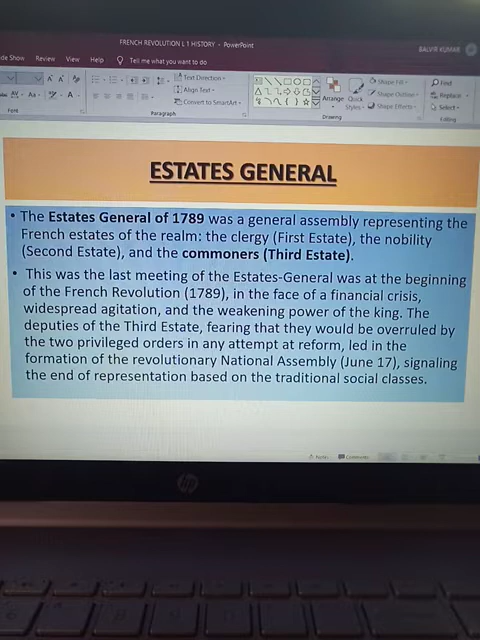 FRENCH REVOLUTION L 1 HISTORY - PowerPoint
BALVIR KUMAR
de Show Review View Help Tell me what you want to do
Text Direction
Align Text
Convert to SmartArt
Arrange Quick Styles
Shape Fill
Shape Outline
Shape Effects
Find
Replace
Select
Font Paragraph Drawing Editing
ESTATES GENERAL
• The Estates General of 1789 was a general assembly representing the
French estates of the realm: the clergy (First Estate), the nobility
(Second Estate), and the commoners (Third Estate).
• This was the last meeting of the Estates-General was at the beginning
of the French Revolution (1789), in the face of a financial crisis,
widespread agitation, and the weakening power of the king. The
deputies of the Third Estate, fearing that they would be overruled by
the two privileged orders in any attempt at reform, led in the
formation of the revolutionary National Assembly (June 17), signaling
the end of representation based on the traditional social classes.
Notes Comments
hp